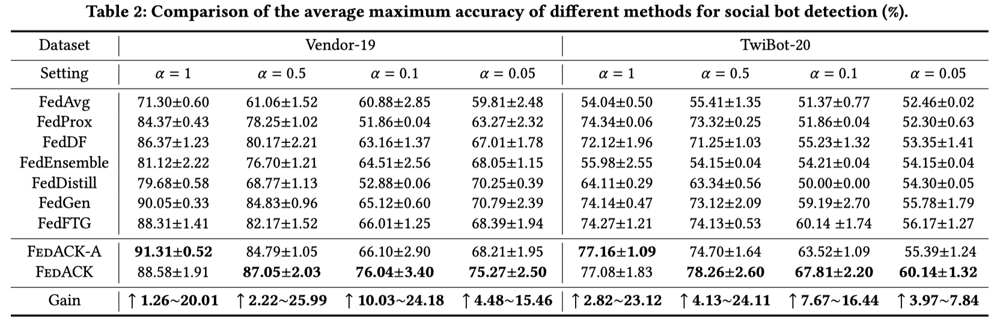 Table 2: Comparison of the average maximum accuracy of different methods for social bot detection (%).
Dataset Vendor-19 TwiBot-20
Setting α = 1 α = 0.5 α = 0.1 α = 0.05 α = 1 α = 0.5 α = 0.1 α = 0.05
FedAvg 71.30±0.60 61.06±1.52 60.88±2.85 59.81±2.48 54.04±0.50 55.41±1.35 51.37±0.77 52.46±0.02
FedProx 84.37±0.43 78.25±1.02 51.86±0.04 63.27±2.32 74.34±0.06 73.32±0.25 51.86±0.04 52.30±0.63
FedDF 86.37±1.23 80.17±2.21 63.16±1.37 67.01±1.78 72.12±1.96 71.25±1.03 55.23±1.32 53.35±1.41
FedEnsemble 81.12±2.22 76.70±1.21 64.51±2.56 68.05±1.15 55.98±2.55 54.15±0.04 54.21±0.04 54.15±0.04
FedDistill 79.68±0.58 68.77±1.13 52.88±0.06 70.25±0.39 64.11±0.29 63.34±0.56 50.00±0.00 54.30±0.05
FedGen 90.05±0.33 84.83±0.96 65.12±0.60 70.79±2.39 74.14±0.47 73.12±2.09 59.19±2.70 55.78±1.79
FedFTG 88.31±1.41 82.17±1.52 66.01±1.25 68.39±1.94 74.27±1.21 74.13±0.53 60.14 ±1.74 56.17±1.27
FedACK-A 91.31±0.52 84.79±1.05 66.10±2.90 68.21±1.95 77.16±1.09 74.70±1.64 63.52±1.09 55.39±1.24
FedACK 88.58±1.91 87.05±2.03 76.04±3.40 75.27±2.50 77.08±1.83 78.26±2.60 67.81±2.20 60.14±1.32
Gain ↑ 1.26~20.01 ↑ 2.22~25.99 ↑ 10.03~24.18 ↑ 4.48~15.46 ↑ 2.82~23.12 ↑ 4.13~24.11 ↑ 7.67~16.44 ↑ 3.97~7.84